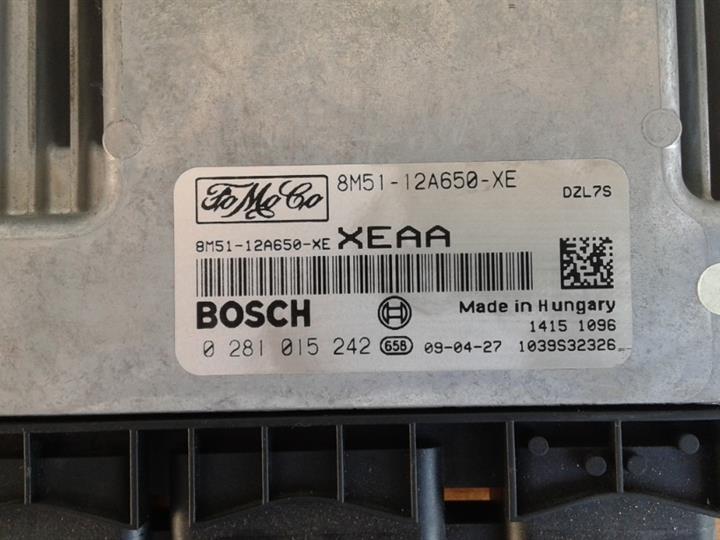 FoMoCo 8M51-12A650-XE
DZL7S
8M51-12A650-XE XEAA
BOSCH Made in Hungary
1415 1096
0 281 015 242 65B 09-04-27 1039S32326